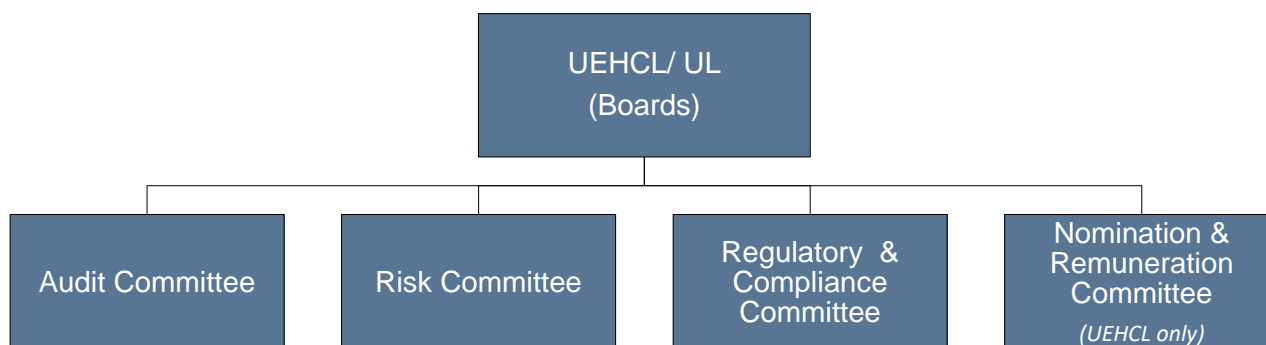 UEHCL/ UL
(Boards)
Audit Committee
Risk Committee
Regulatory & 
Compliance
Committee
Nomination &
Remuneration
Committee
(UEHCL only)